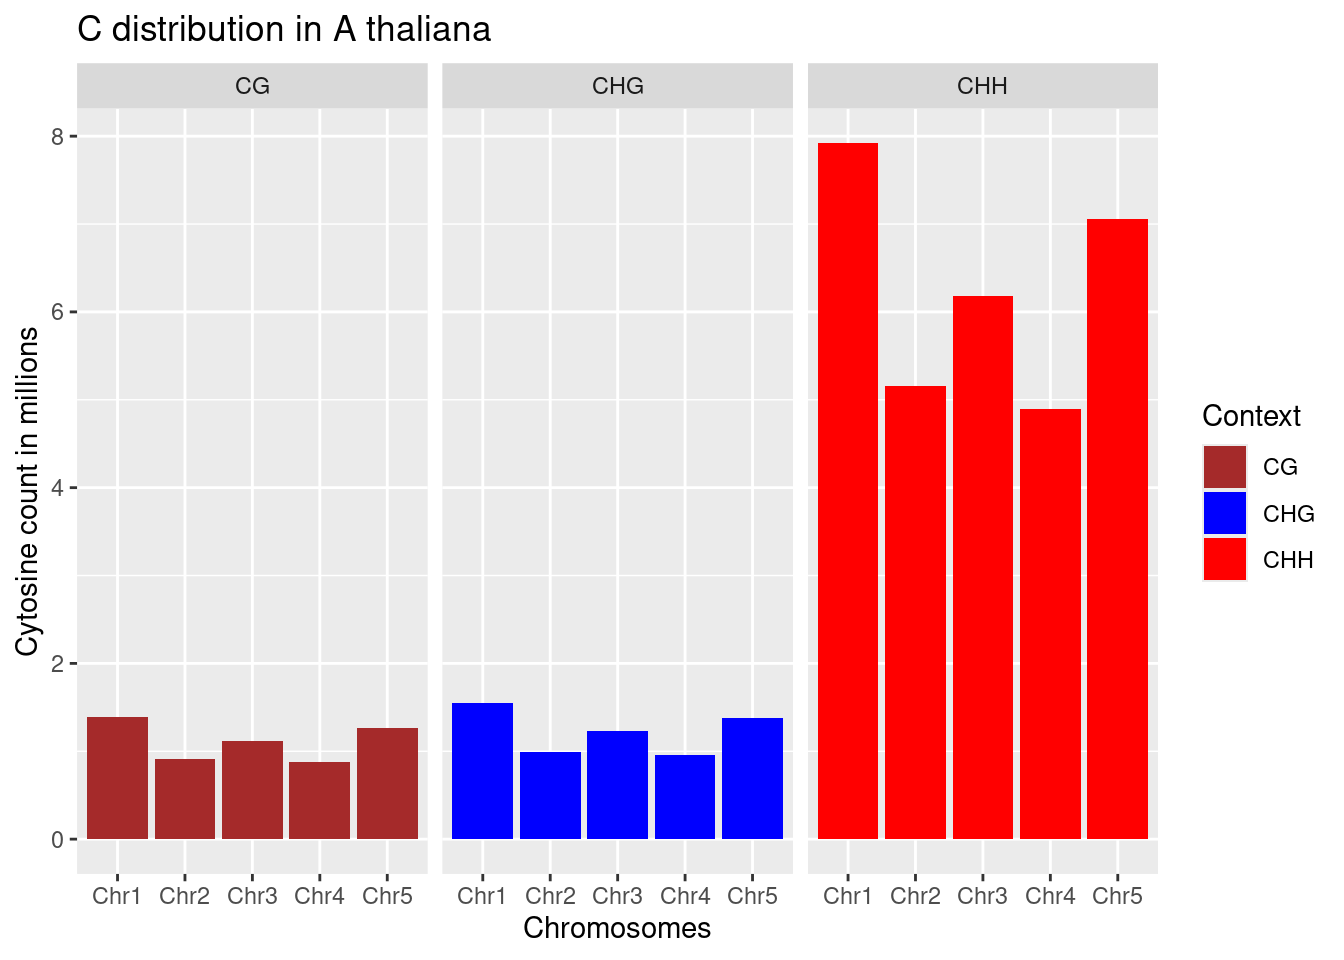 C distribution in A thaliana
CG
CHG
CHH
8
6
4
2
0
Cytosine count in millions
Chr1 Chr2 Chr3 Chr4 Chr5
Chr1 Chr2 Chr3 Chr4 Chr5
Chr1 Chr2 Chr3 Chr4 Chr5
Chromosomes
Context
CG
CHG
CHH